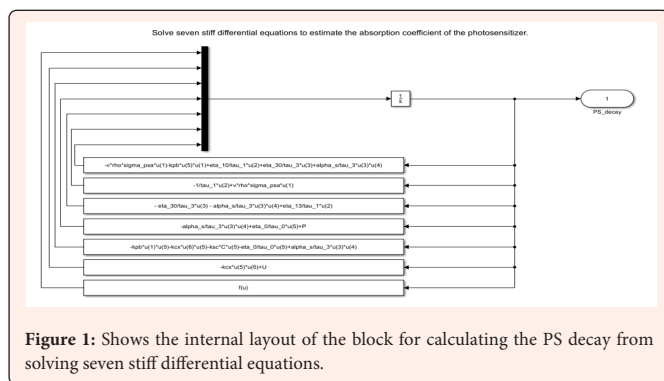 Solve seven stiff differential equations to estimate the absorption coefficient of the photosensitizer.
1
s
1
PS_decay
-v*rho*sigma_psa*u(1)-kpb*u(5)*u(1)+eta_10/tau_1*u(2)+eta_30/tau_3*u(3)+alpha_s/tau_3*u(3)*u(4)
-1/tau_1*u(2)+v*rho*sigma_psa*u(1)
- eta_30/tau_3*u(3) - alpha_s/tau_3*u(3)*u(4)+eta_13/tau_1*u(2)
-alpha_s/tau_3*u(3)*u(4)+eta_0/tau_0*u(5)+P
-kpb*u(1)*u(5)-kcx*u(6)*u(5)-ksc*C*u(5)-eta_0/tau_0*u(5)+alpha_s/tau_3*u(3)*u(4)
-kcx*u(5)*u(6)+U
f(u)
Figure 1: Shows the internal layout of the block for calculating the PS decay from
solving seven stiff differential equations.